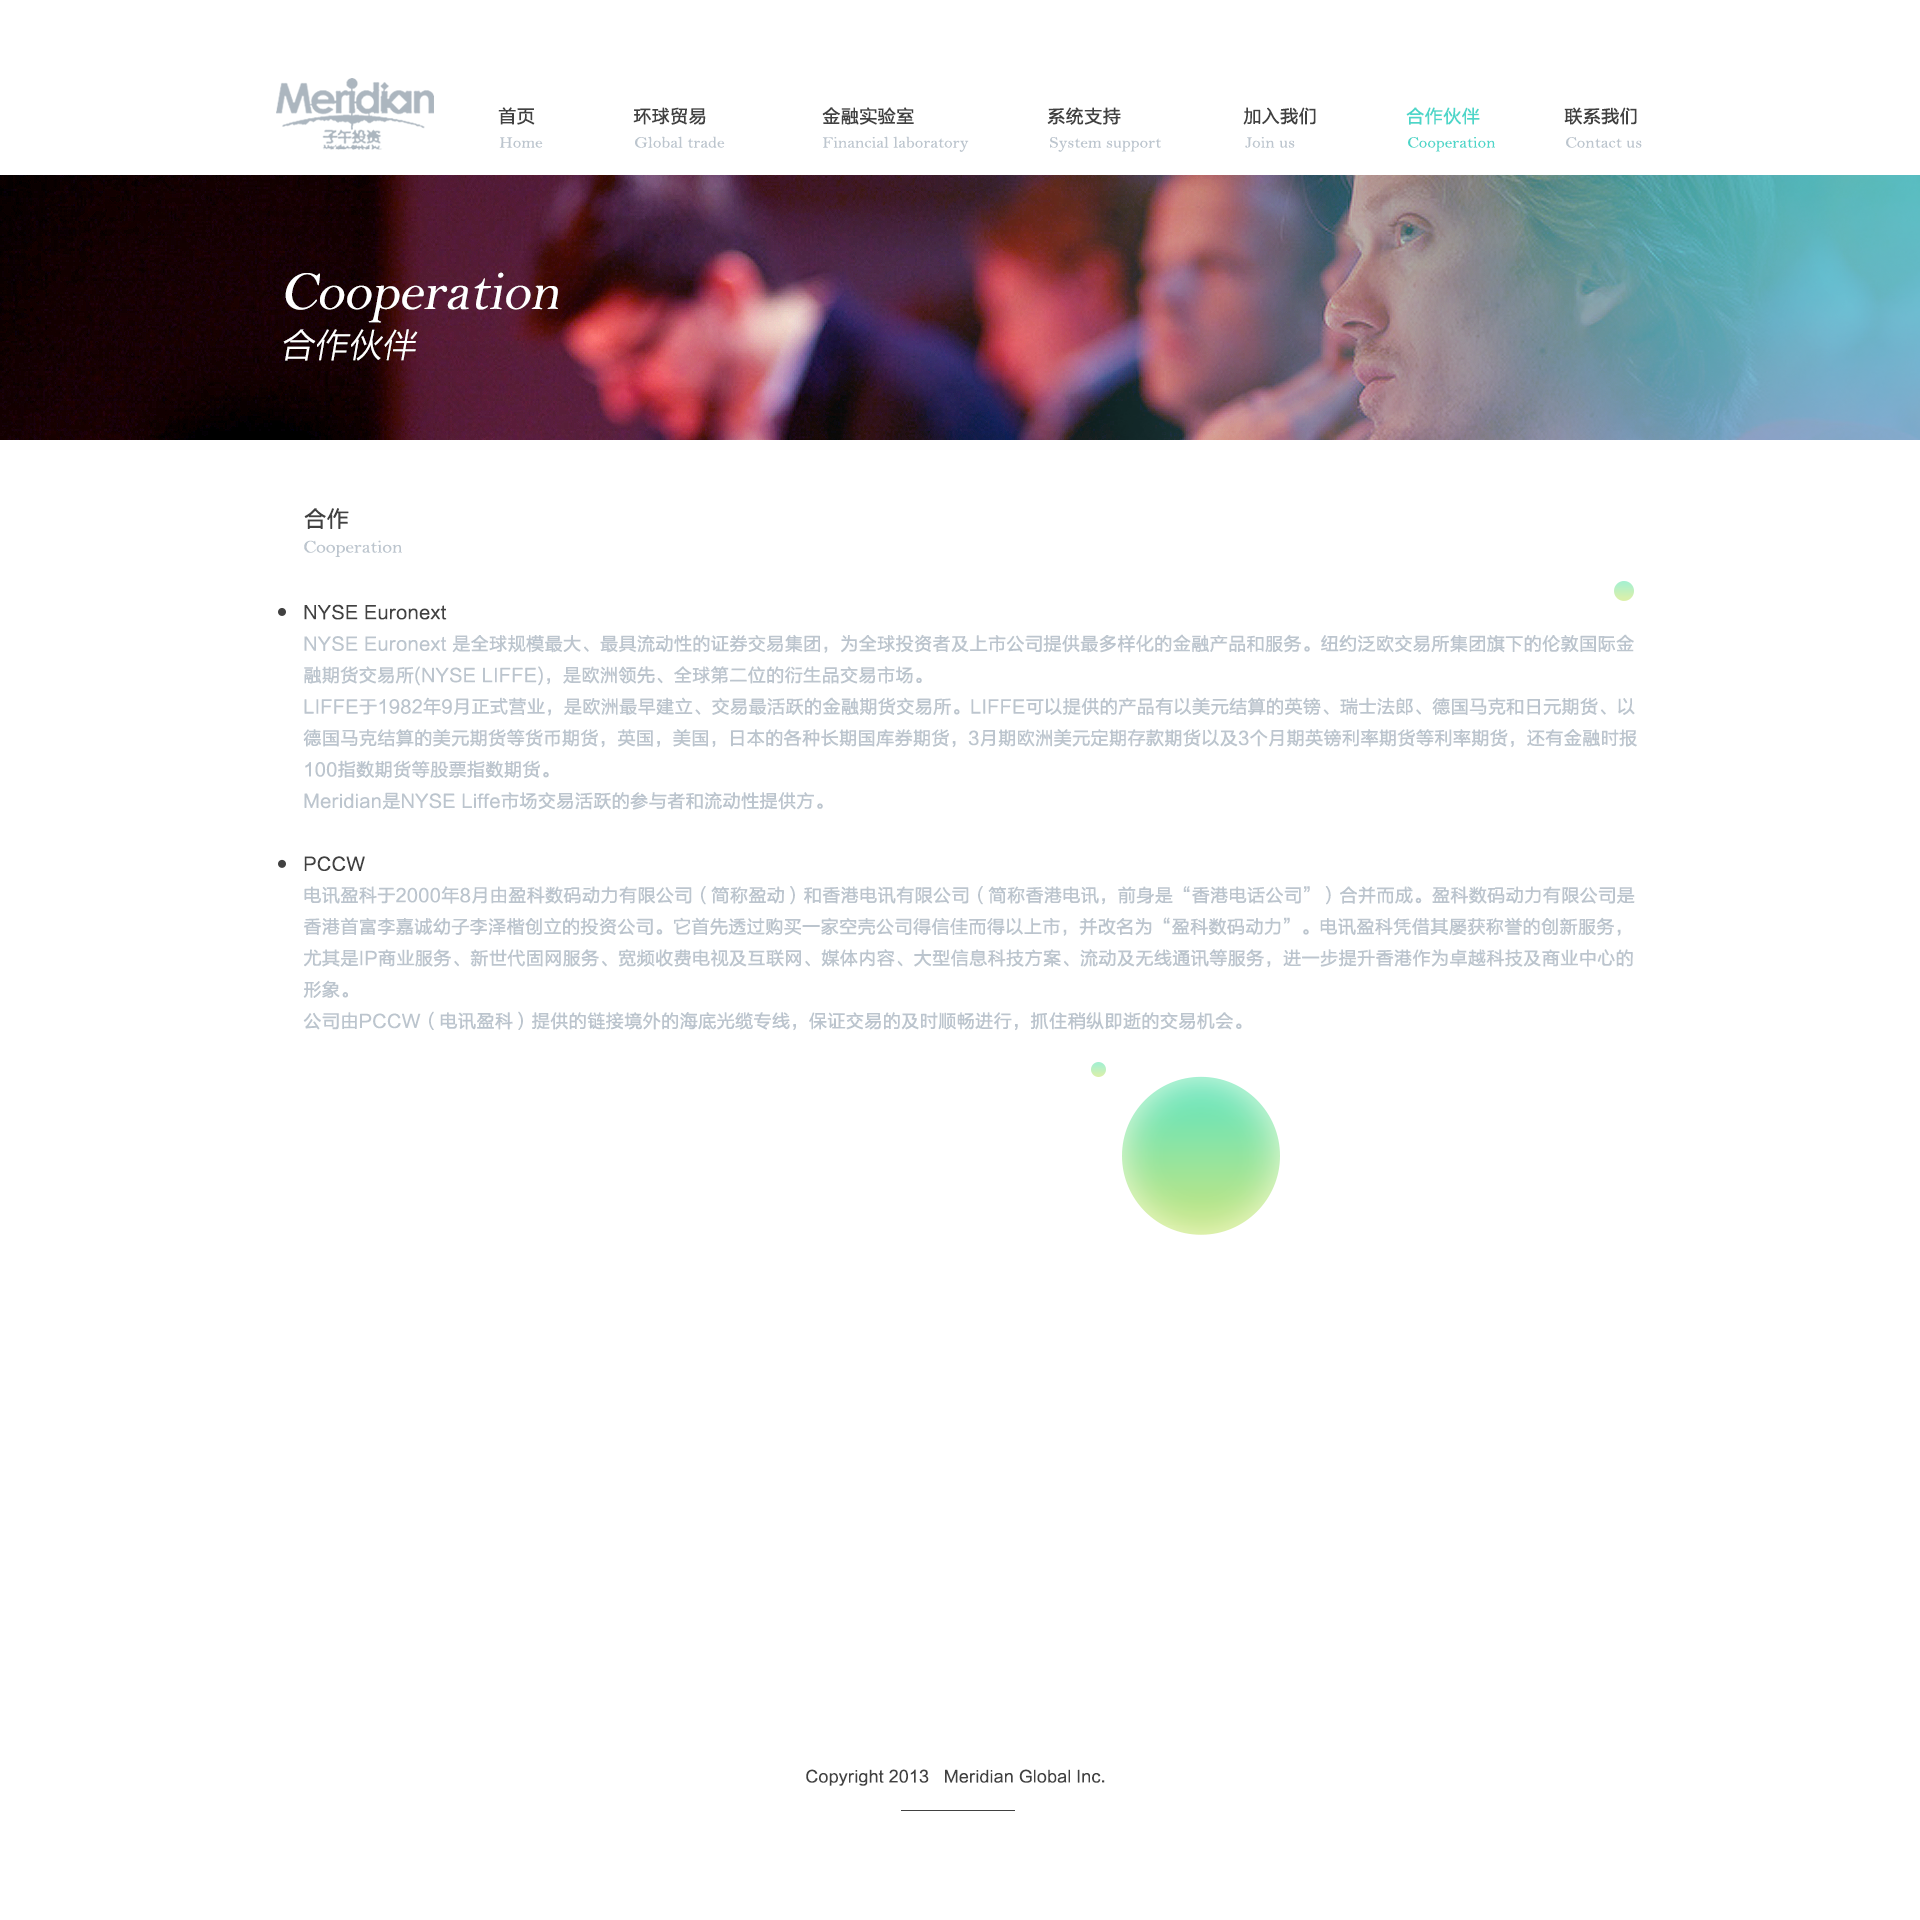 Meridian
子午投资
首页
Home
环球贸易
Global trade
金融实验室
Financial laboratory
系统支持
System support
加入我们
Join us
合作伙伴
Cooperation
联系我们
Contact us
Cooperation
合作伙伴
合作
Cooperation
NYSE Euronext
NYSE Euronext 是全球规模最大、最具流动性的证券交易集团，为全球投资者及上市公司提供最多样化的金融产品和服务。纽约泛欧交易所集团旗下的伦敦国际金
融期货交易所(NYSE LIFFE)，是欧洲领先、全球第二位的衍生品交易市场。
LIFFE于1982年9月正式营业，是欧洲最早建立、交易最活跃的金融期货交易所。LIFFE可以提供的产品有以美元结算的英镑、瑞士法郎、德国马克和日元期货、以
德国马克结算的美元期货等货币期货，英国，美国，日本的各种长期国库券期货，3月期欧洲美元定期存款期货以及3个月期英镑利率期货等利率期货，还有金融时报
100指数期货等股票指数期货。
Meridian是NYSE Liffe市场交易活跃的参与者和流动性提供方。
PCCW
电讯盈科于2000年8月由盈科数码动力有限公司（简称盈动）和香港电讯有限公司（简称香港电讯，前身是“香港电话公司”）合并而成。盈科数码动力有限公司是
香港首富李嘉诚幼子李泽楷创立的投资公司。它首先透过购买一家空壳公司得信佳而得以上市，并改名为“盈科数码动力”。电讯盈科凭借其屡获称誉的创新服务，
尤其是IP商业服务、新世代固网服务、宽频收费电视及互联网、媒体内容、大型信息科技方案、流动及无线通讯等服务，进一步提升香港作为卓越科技及商业中心的
形象。
公司由PCCW（电讯盈科）提供的链接境外的海底光缆专线，保证交易的及时顺畅进行，抓住稍纵即逝的交易机会。
Copyright 2013 Meridian Global Inc.